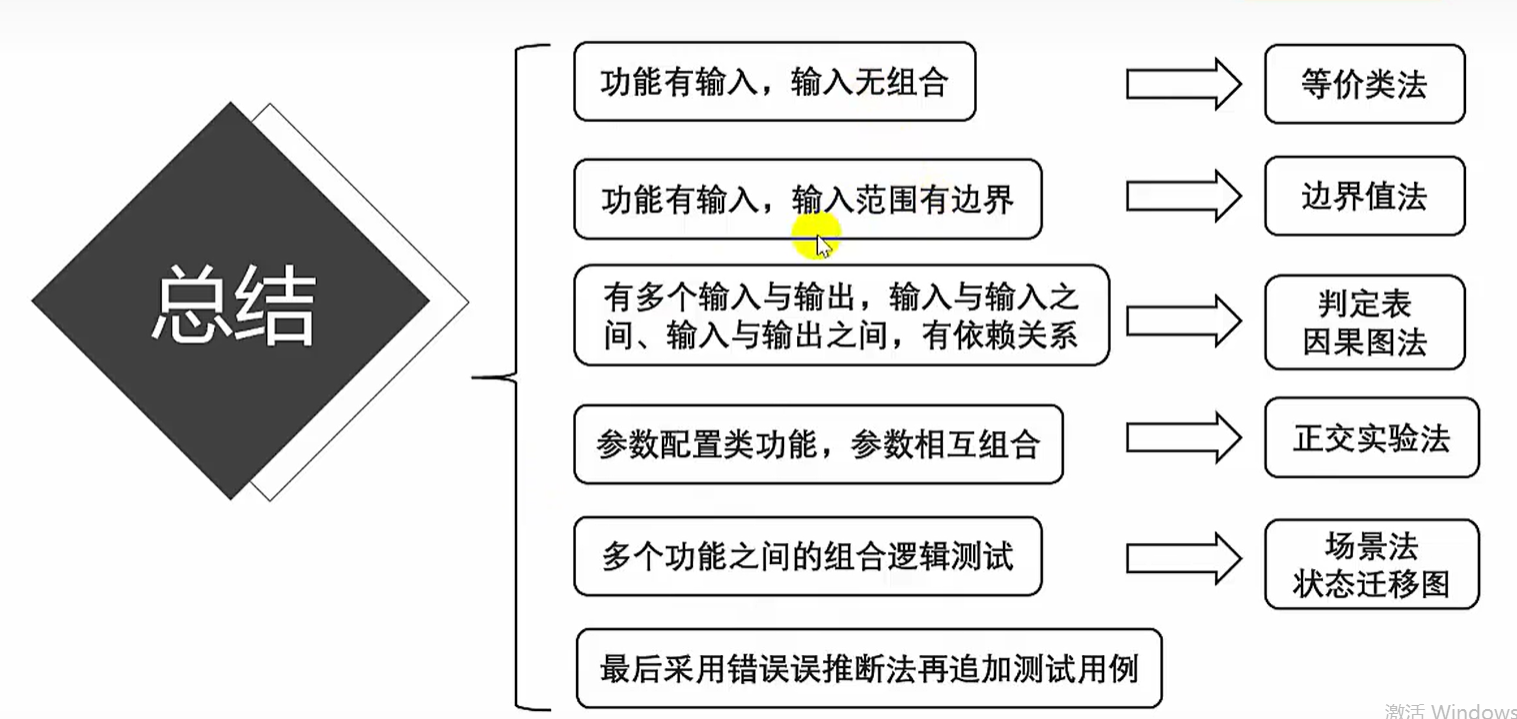 总结
功能有输入，输入无组合
等价类法
功能有输入，输入范围有边界
边界值法
有多个输入与输出，输入与输入之
间、输入与输出之间，有依赖关系
判定表
因果图法
参数配置类功能，参数相互组合
正交实验法
多个功能之间的组合逻辑测试
场景法
状态迁移图
最后采用错误误推断法再追加测试用例
激活 Windows